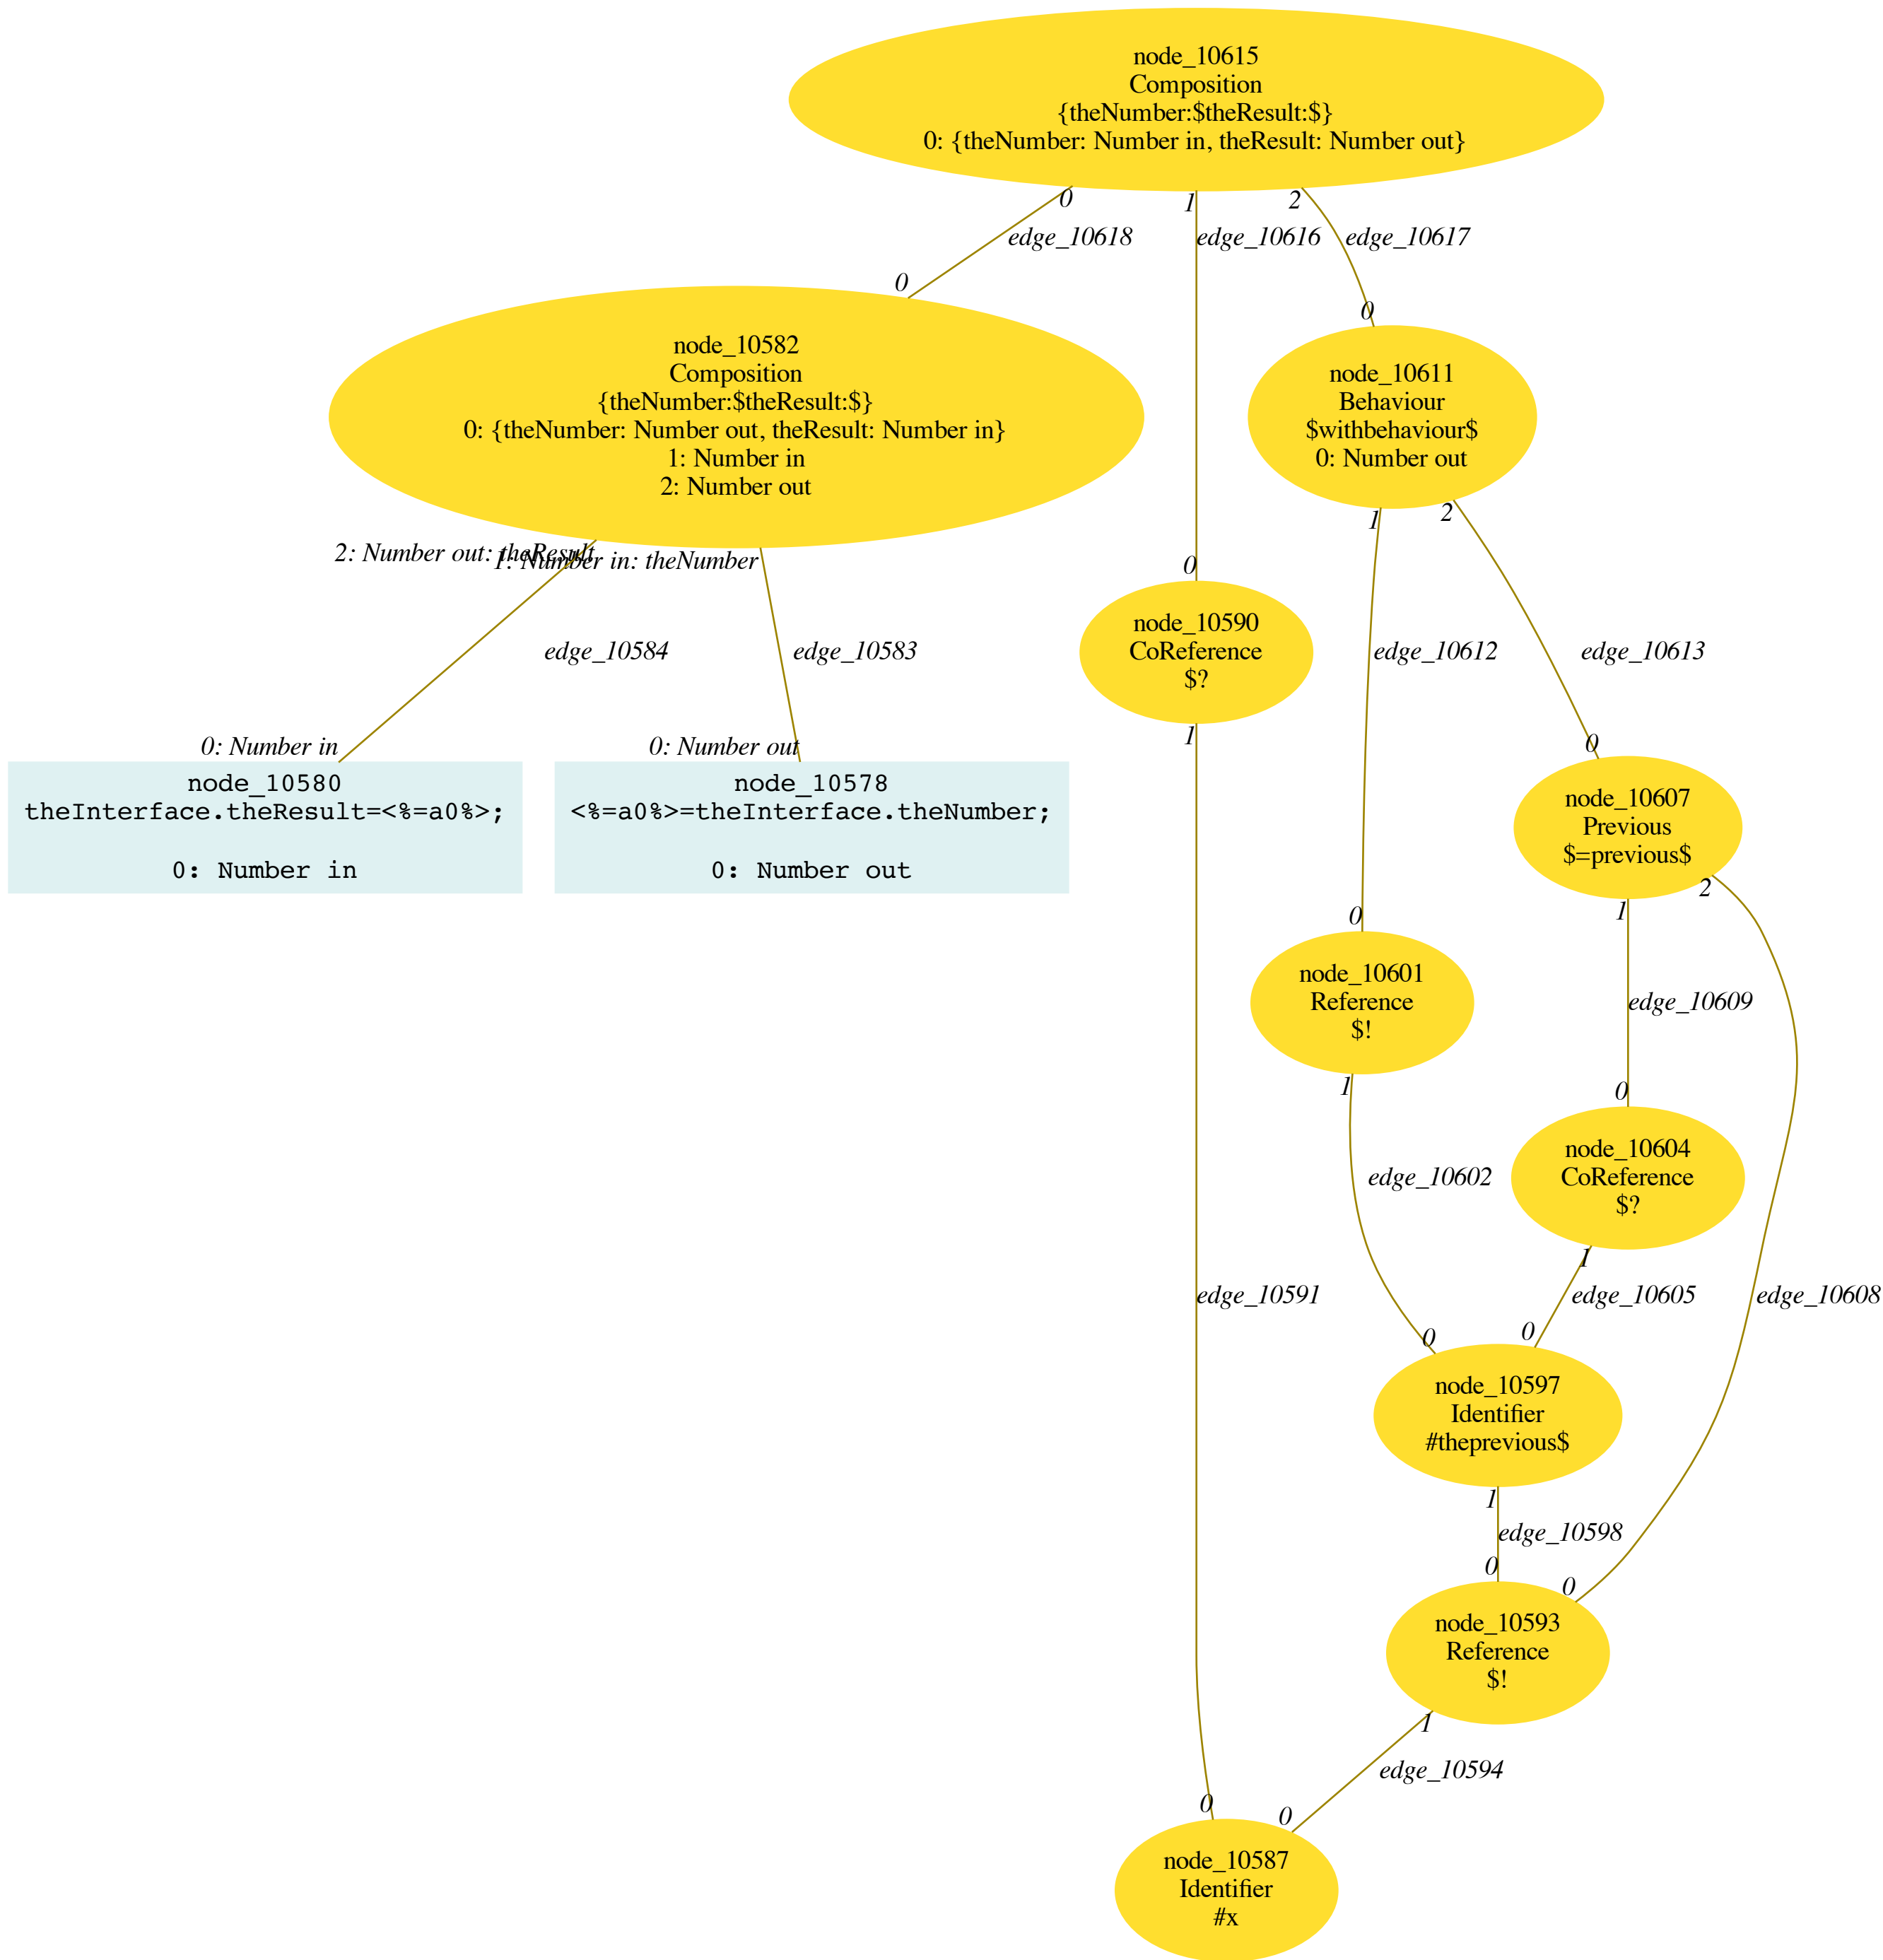 node_10615
Composition
{theNumber:$theResult:$}
0: {theNumber: Number in, theResult: Number out}
0
1
2
edge_10618
edge_10616
edge_10617
0
0
node_10582
Composition
{theNumber:$theResult:$}
0: {theNumber: Number out, theResult: Number in}
1: Number in
2: Number out
node_10611
Behaviour
$withbehaviour$
0: Number out
2: Number out: theResult
1: Number in: theNumber
1
2
0
node_10590
CoReference
$?
edge_10584
edge_10583
edge_10612
edge_10613
1
0: Number in
0: Number out
0
node_10580
theInterface.theResult=<%=a0%>;
0: Number in
node_10578
<%=a0%>=theInterface.theNumber;
0: Number out
node_10607
Previous
$=previous$
1
2
0
node_10601
Reference
$!
edge_10609
1
0
node_10604
CoReference
$?
edge_10602
1
edge_10591
edge_10605
edge_10608
0
0
node_10597
Identifier
#theprevious$
1
edge_10598
0
0
node_10593
Reference
$!
1
edge_10594
0
0
node_10587
Identifier
#x